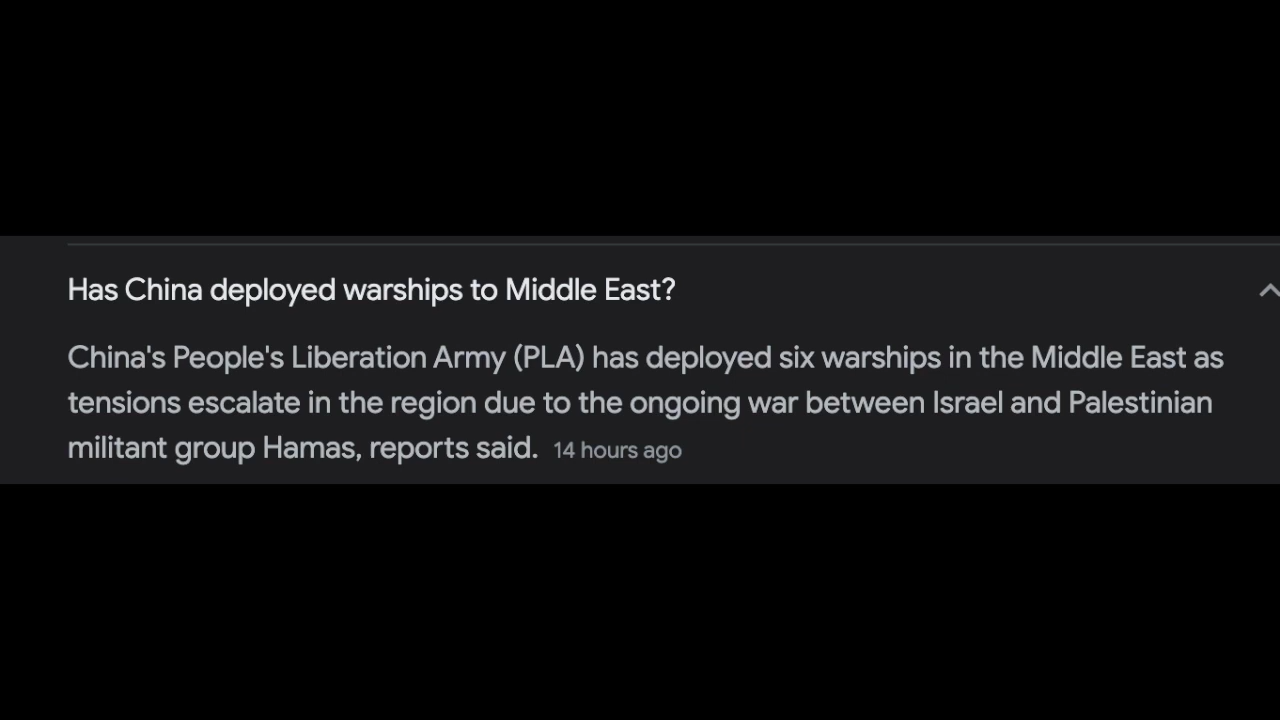 Has China deployed warships to Middle East?
China's People's Liberation Army (PLA) has deployed six warships in the Middle East as
tensions escalate in the region due to the ongoing war between Israel and Palestinian
militant group Hamas, reports said. 14 hours ago